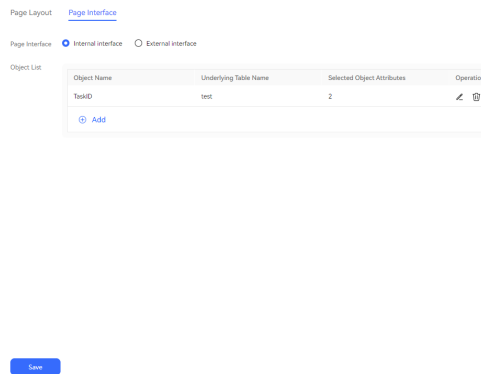 Page Layout Page Interface
Page Interface Internal interface External interface
Object List
Object Name Underlying Table Name Selected Object Attributes Operatio
TaskID test 2
Add
Save